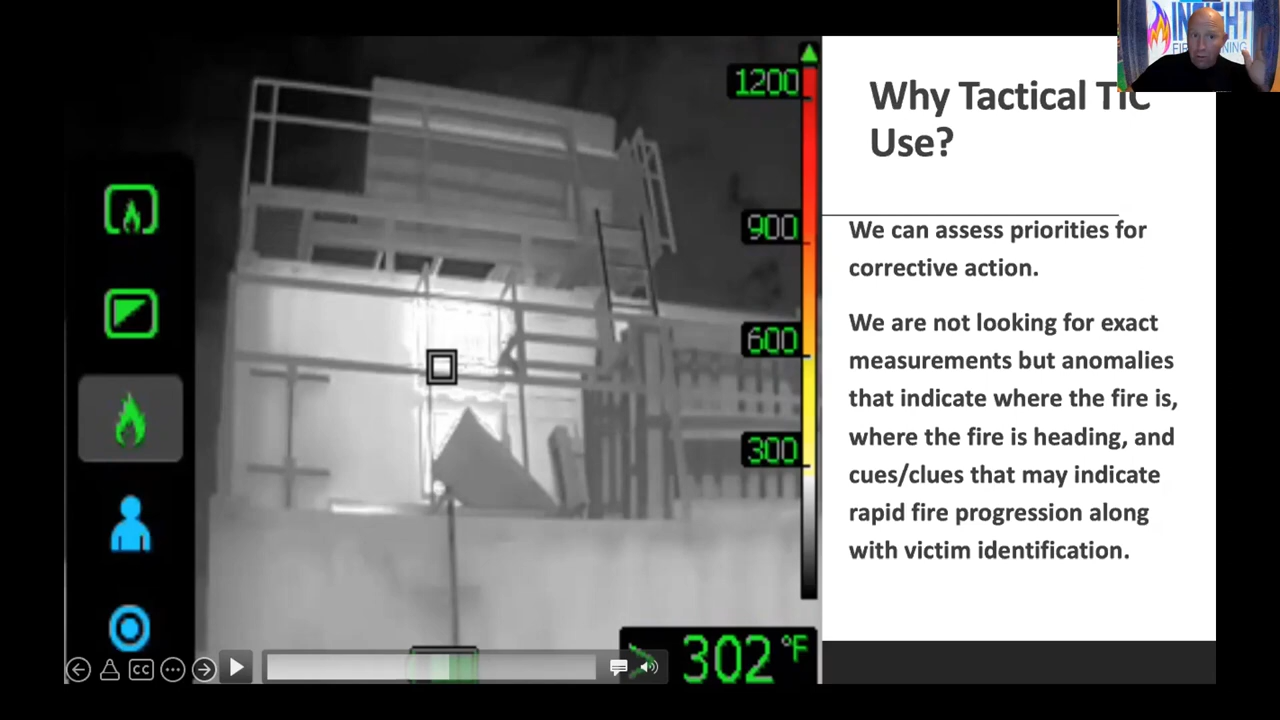 INSIGHT
Why Tactical TIC
Use?
We can assess priorities for
corrective action.
We are not looking for exact
measurements but anomalies
that indicate where the fire is,
where the fire is heading, and
cues/clues that may indicate
rapid fire progression along
with victim identification.
1200
900
600
300
302 °F
CC